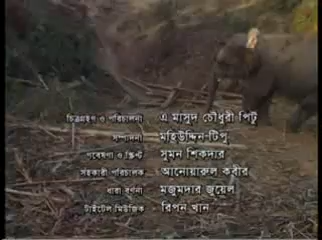 চিত্রগ্রহণ ও পরিচালনা : এ মাসুদ চৌধুরী পিটু
সম্পাদনা : মহিউদ্দিন-টিপু
গবেষণা ও স্ক্রিপ্ট : সুমন শিকদার
সহকারী পরিচালক : আনোয়ারুল কবীর
ধারা বর্ণনা : মজুমদার জুয়েল
টাইটেল মিউজিক : রিপন খান